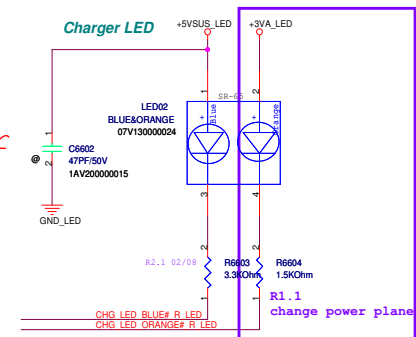 Charger LED
+5VSUS_LED
+3VA_LED
SR-65
1
2
LED02
BLUE&ORANGE
07V130000024
+
Blue
+
Orange
1
@
2
C6602
47PF/50V
1AV200000015
GND_LED
3
4
R2.1 02/08
2
R6603
3.3KOhm
1
2
R6604
1.5KOhm
1
R1.1
change power plane
CHG_LED_BLUE#_R_LED
CHG_LED_ORANGE#_R_LED